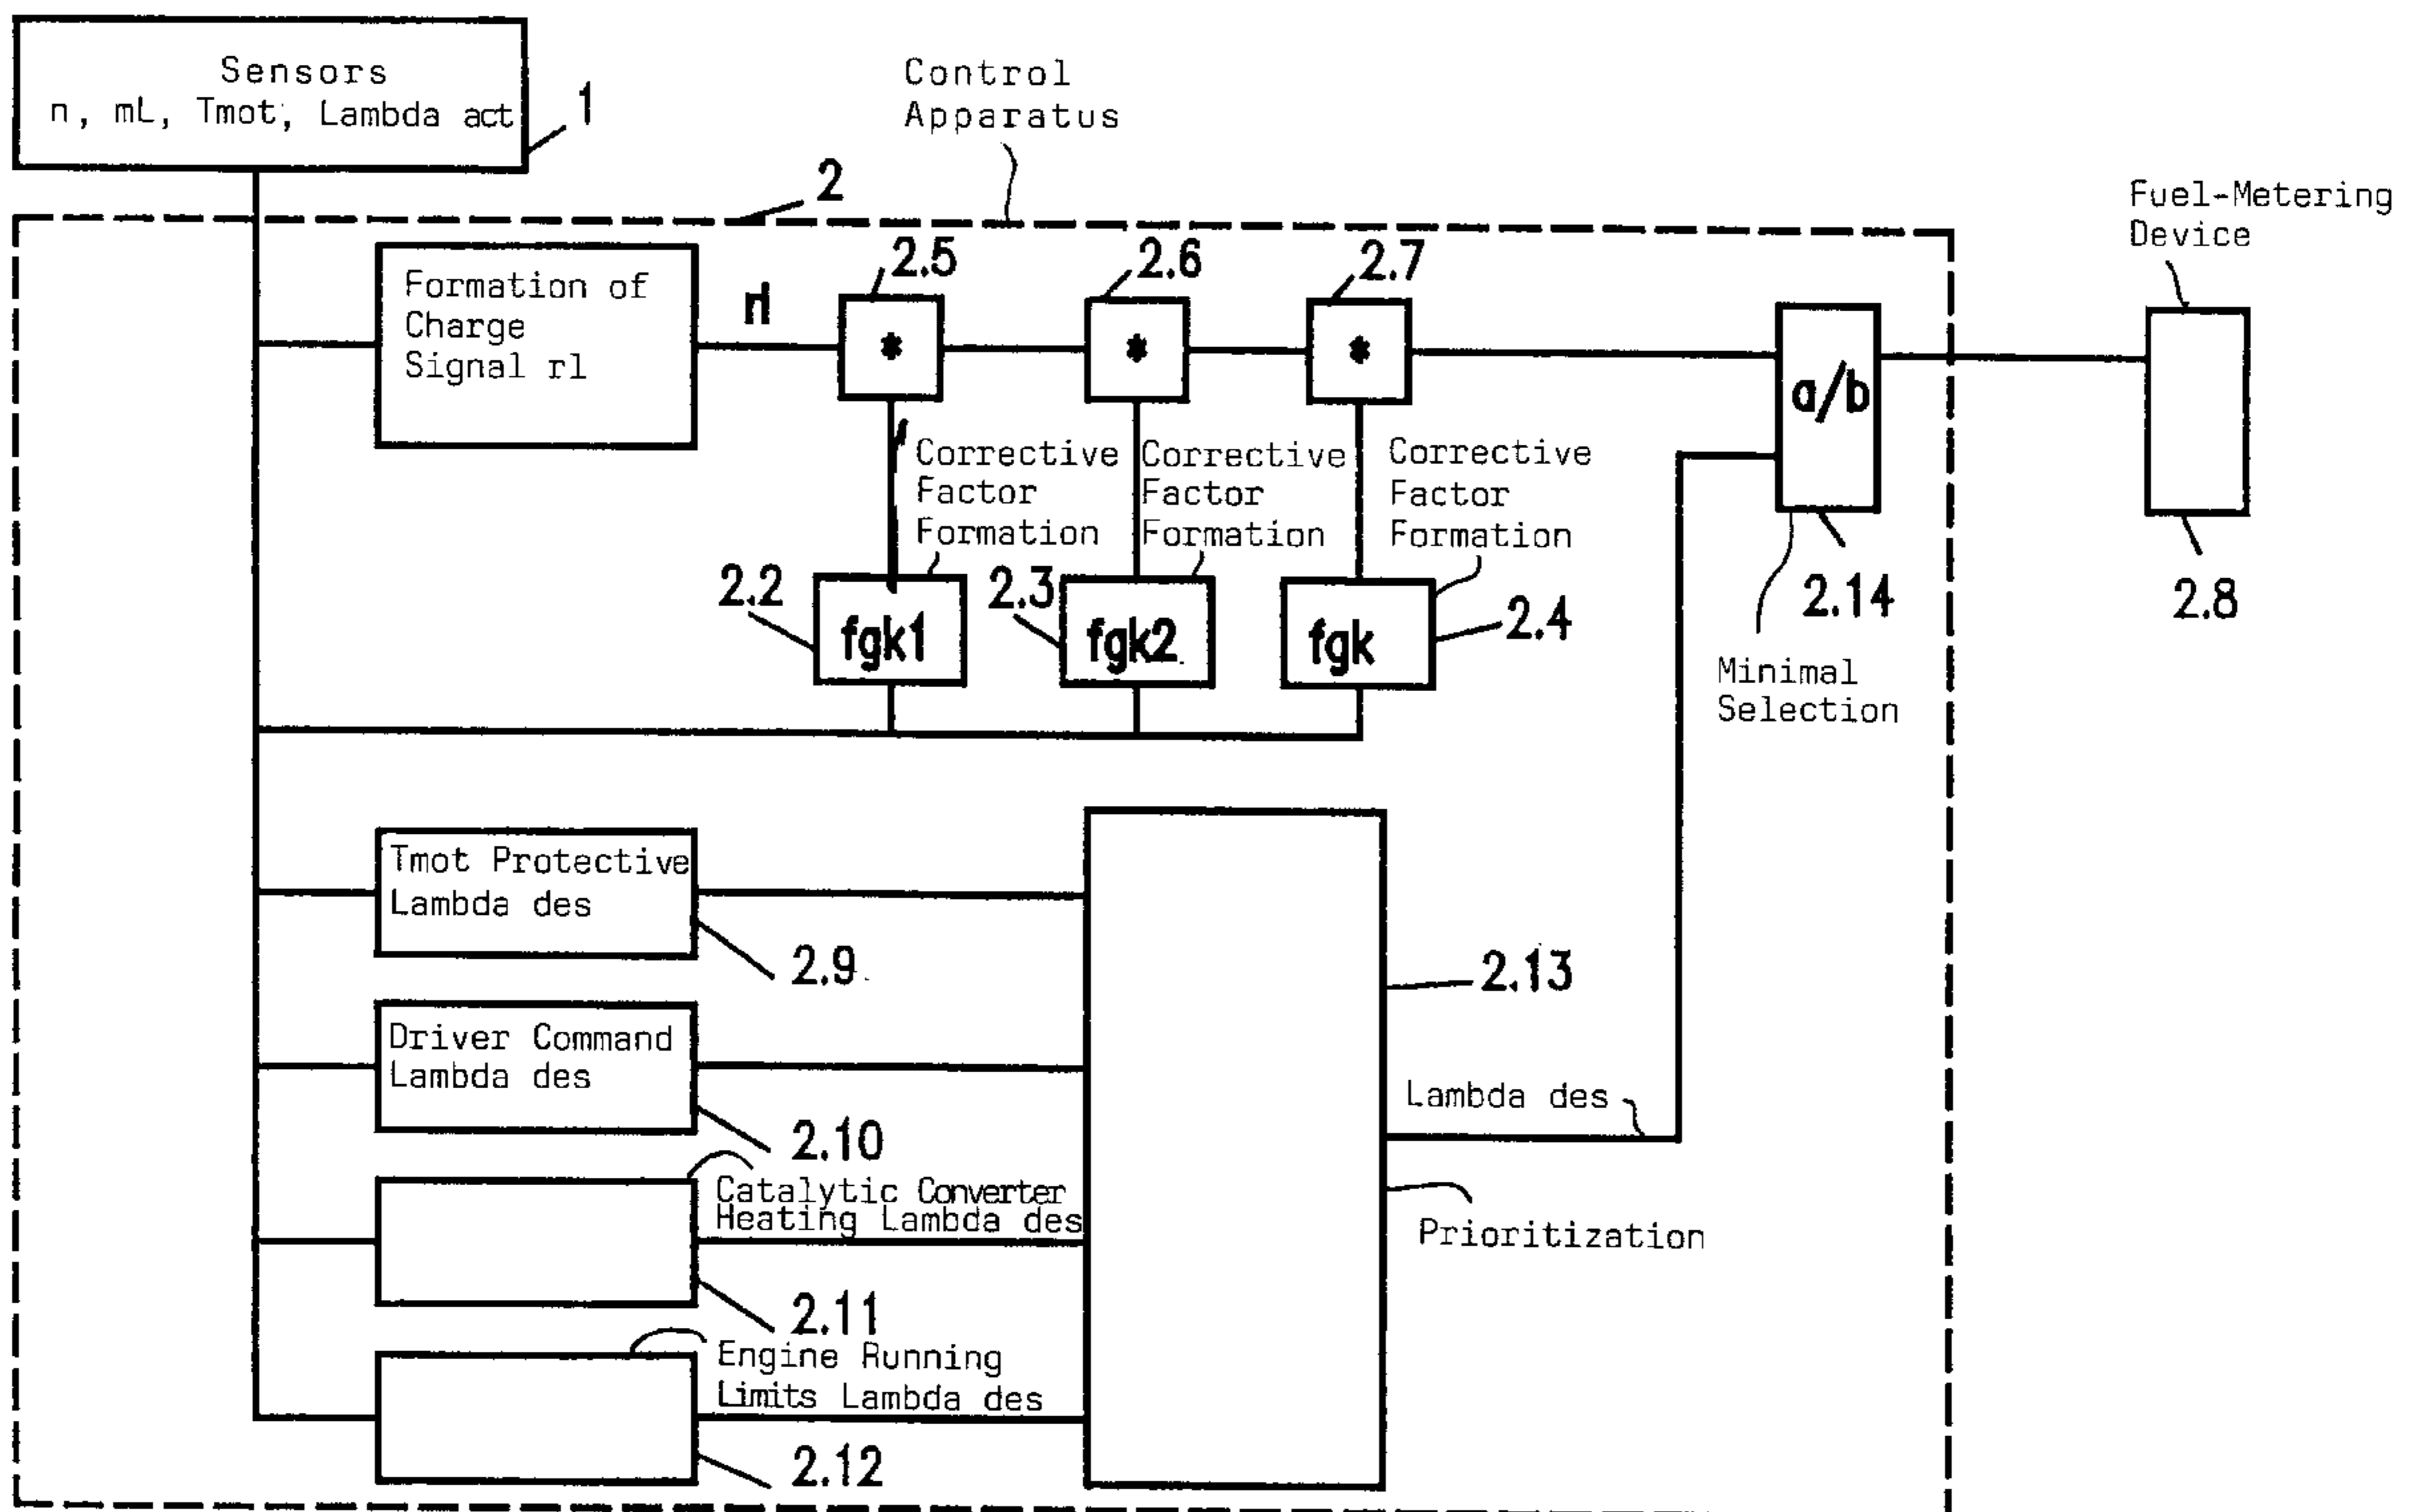 Sensors
n, mL, Tmot, Lambda act
1
Control
Apparatus
2
Fuel-Metering
Device
Formation of
Charge
Signal rl
rl
2.5
*
2.6
*
2.7
*
a/b
Corrective
Factor
Formation
Corrective
Factor
Formation
Corrective
Factor
Formation
2.2
fgk1
2.3
fgk2
fgk
2.4
2.14
2.8
Minimal
Selection
Tmot Protective
Lambda des
2.9
2.13
Driver Command
Lambda des
2.10
Lambda des
Catalytic Converter
Heating Lambda des
Prioritization
2.11
Engine Running
Limits Lambda des
2.12